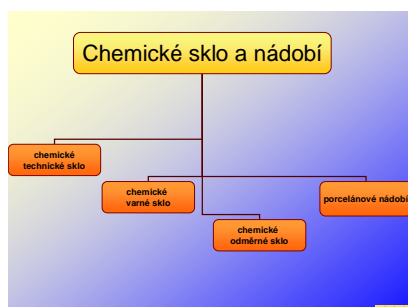 Chemické sklo a nádobí
chemické
technické sklo
chemické
varné sklo
porcelánové nádobí
chemické
odměrné sklo